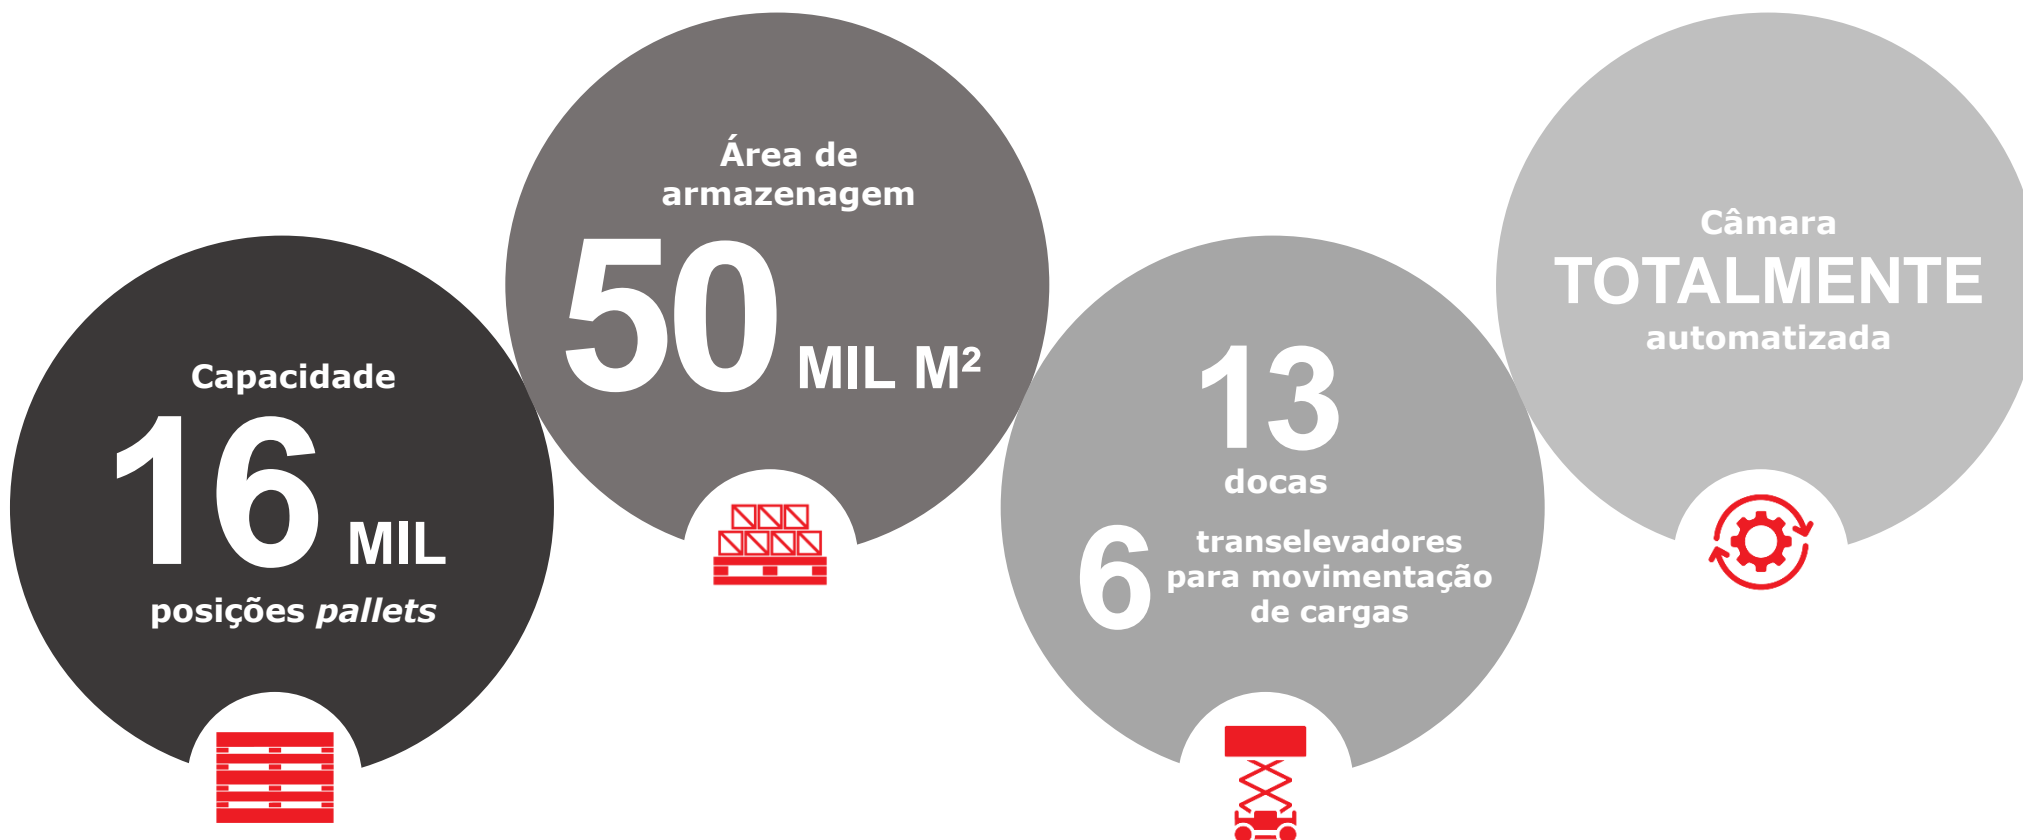 Capacidade
16 MIL
posições pallets
Área de
armazenagem
50 MIL M²
13
docas
6 transelevadores
para movimentação
de cargas
Câmara
TOTALMENTE
automatizada